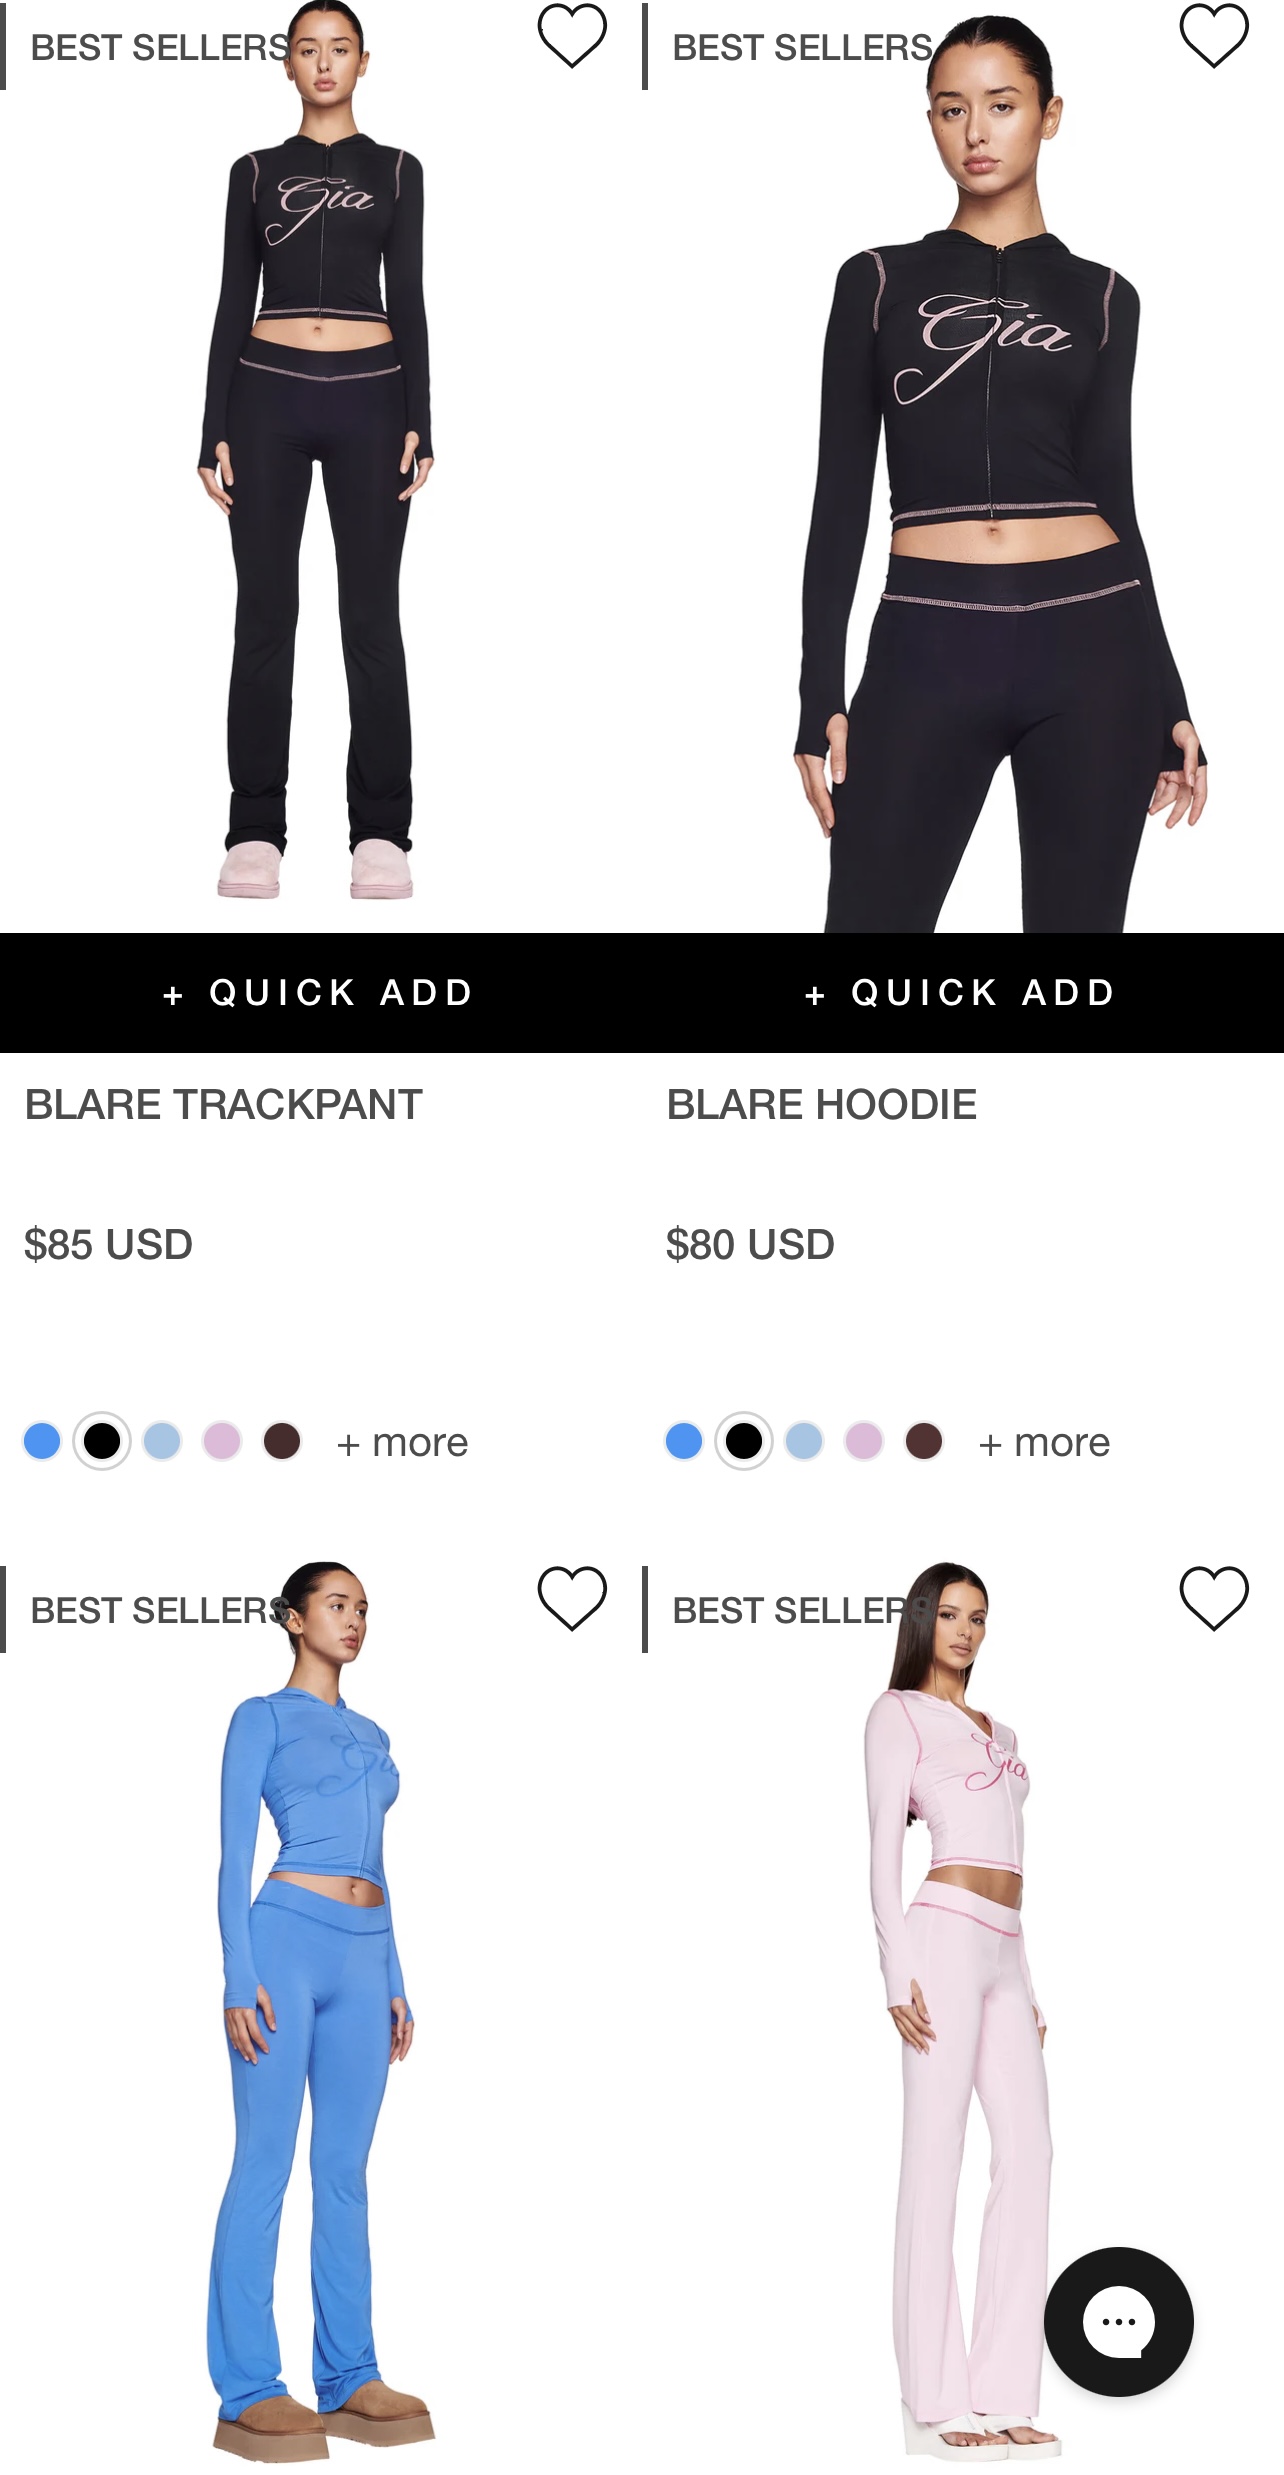 BEST SELLERS
BEST SELLERS
Gia
Gia
+ QUICK ADD
+ QUICK ADD
BLARE TRACKPANT
BLARE HOODIE
$85 USD
$80 USD
+ more
+ more
BEST SELLERS
BEST SELLERS
Gia
Gia